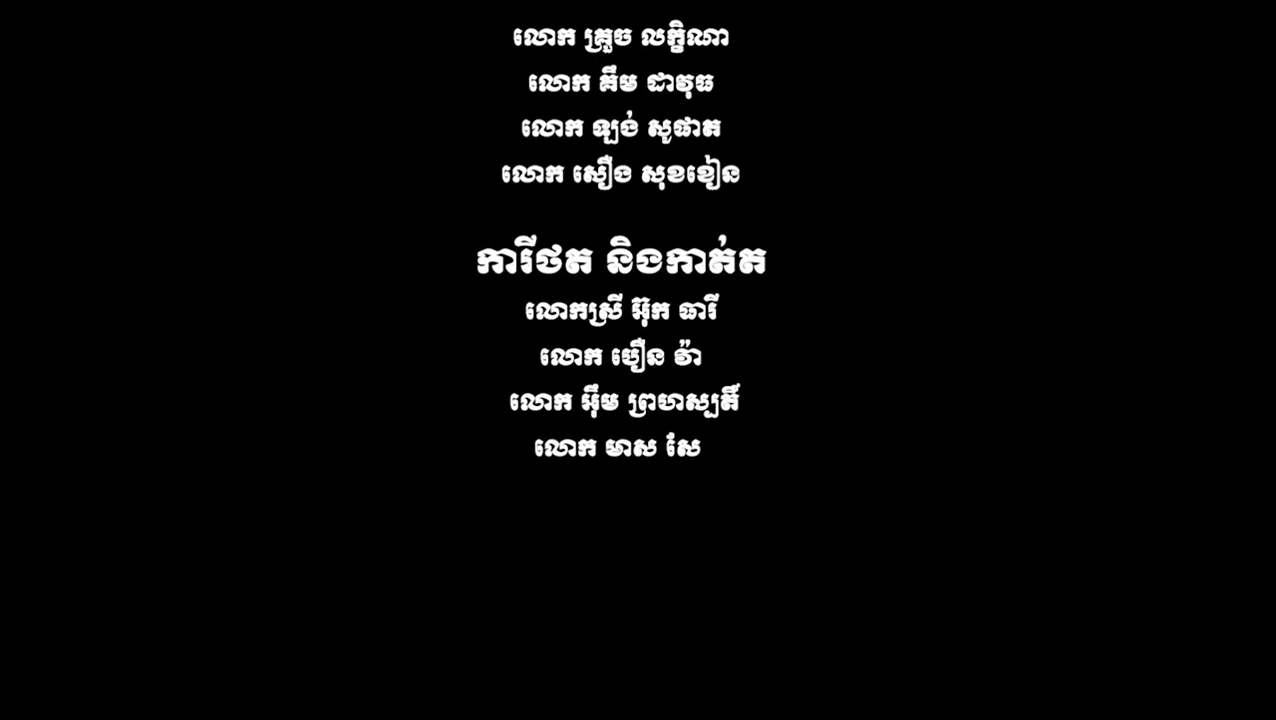 លោក គ្រួច លក្ខិណា
លោក គឹម ដាវុធ
លោក ឡុង សូផាត
លោក សឿង សុខខៀន
ការីថត និងកាត់ត
លោកស្រី អ៊ុក ធារី
លោក បឿន រ៉ា
លោក អ៊ឹម ព្រហស្បតិ៍
លោក មាស សែ